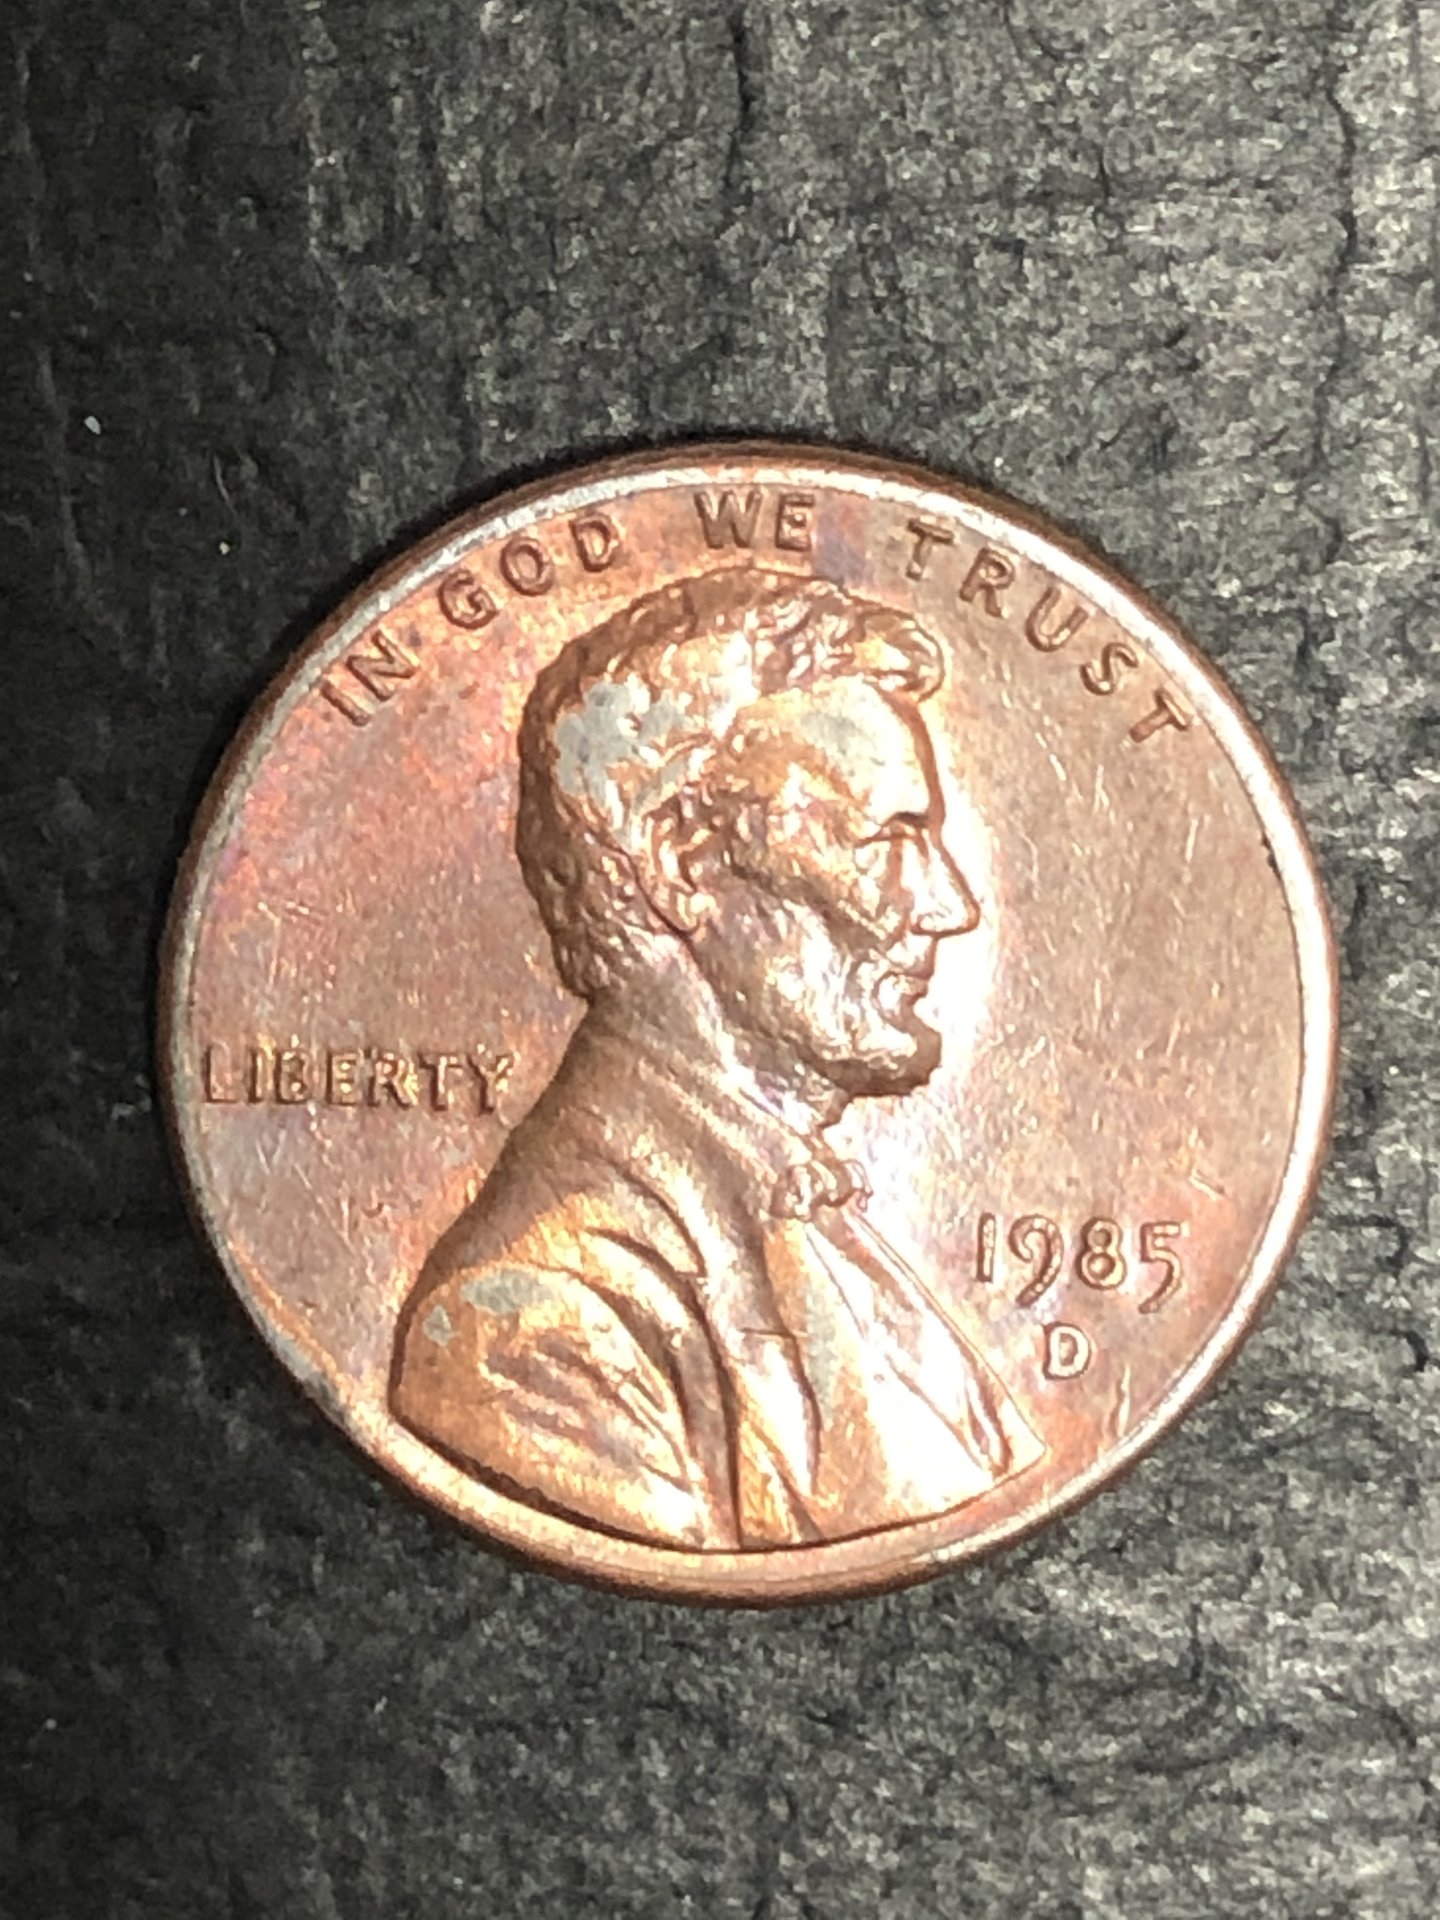 IN GOD WE TRUST
LIBERTY
1985
D